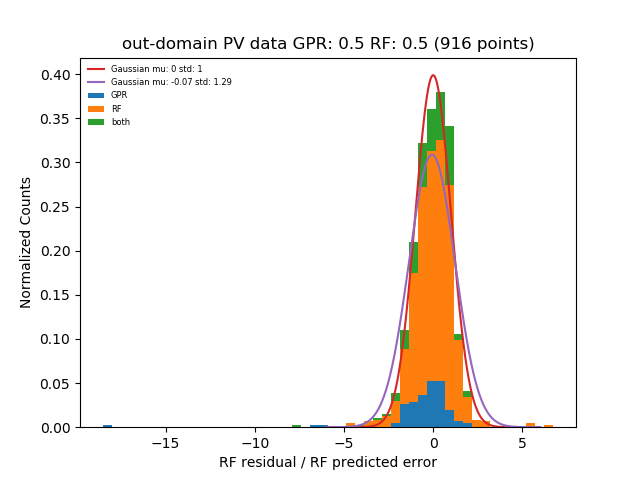 out-domain PV data GPR: 0.5 RF: 0.5 (916 points)
Gaussian mu: 0 std: 1
Gaussian mu: -0.07 std: 1.29
GPR
RF
both
Normalized Counts
0.40
0.35
0.30
0.25
0.20
0.15
0.10
0.05
0.00
−15
−10
−5
0
5
RF residual / RF predicted error